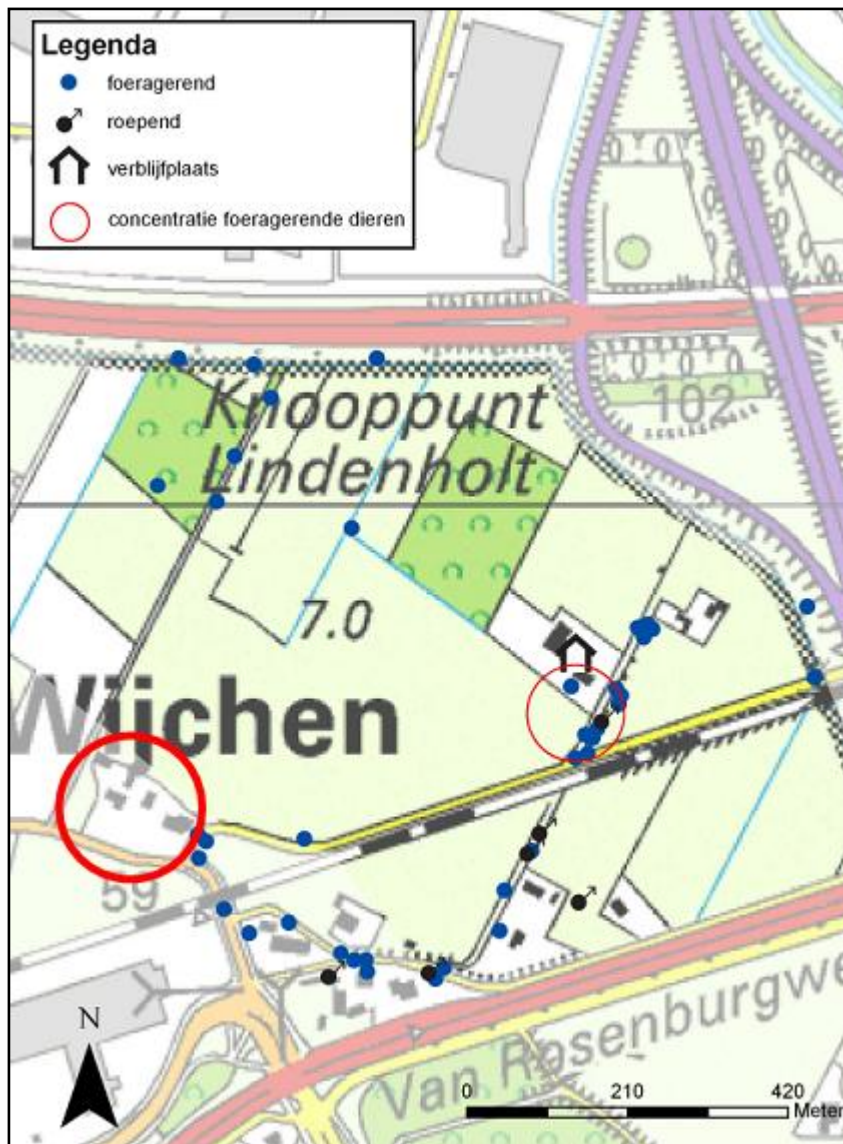 Legenda
foeragerend
roepend
verblijfplaats
concentratie foeragerende dieren
102
Knooppunt
Lindenholt
7.0
Wijchen
59
N
Van Rosenburgwe
0 210 420
Meter